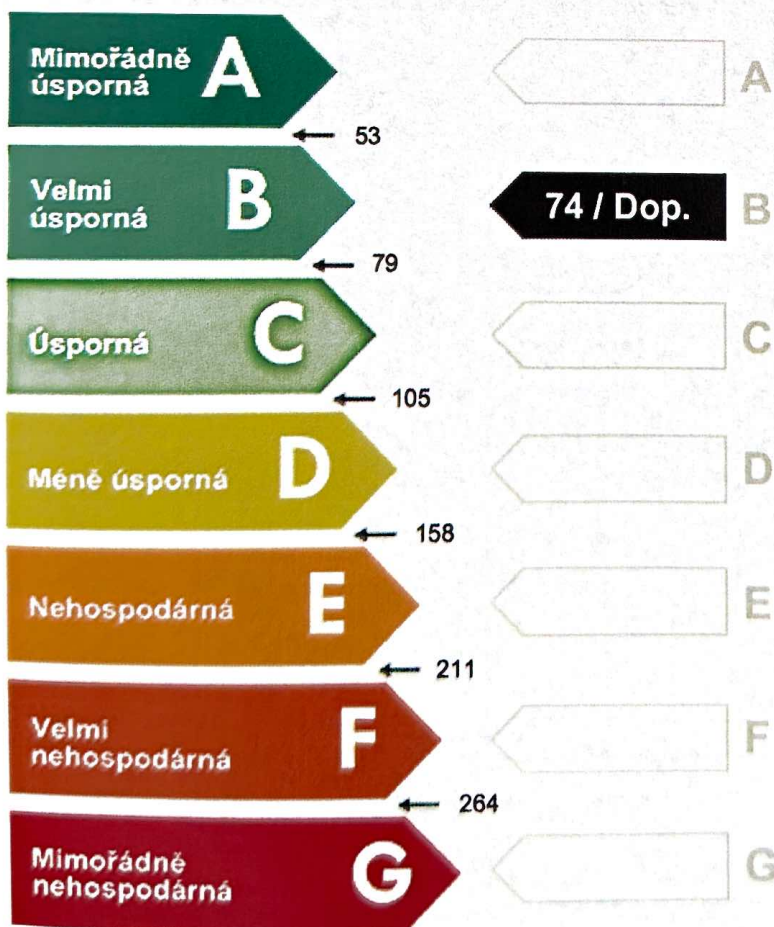 Mimořádně
úsporná
A
A
← 53
Velmi
úsporná
B
74 / Dop.
B
← 79
Úsporná
C
C
← 105
Méně úsporná
D
D
← 158
Nehospodárná
E
E
← 211
Velmi
nehospodárná
F
F
← 264
Mimořádně
nehospodárná
G
G